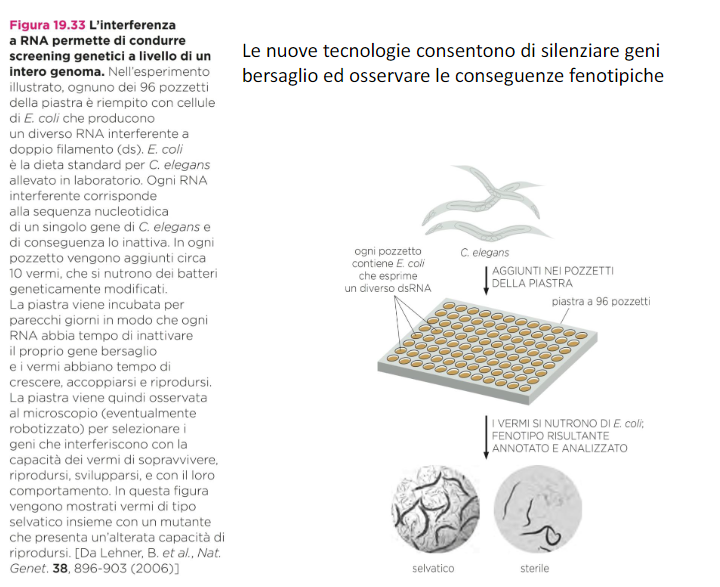 Figura 19.33 L'interferenza
a RNA permette di condurre
screening genetici a livello di un
intero genoma. Nell'esperimento
illustrato, ognuno dei 96 pozzetti
della piastra è riempito con cellule
di E. coli che producono
un diverso RNA interferente a
doppio filamento (ds). E. coli
è la dieta standard per C. elegans
allevato in laboratorio. Ogni RNA
interferente corrisponde
alla sequenza nucleotidica
di un singolo gene di C. elegans e
di conseguenza lo inattiva. In ogni
pozzetto vengono aggiunti circa
10 vermi, che si nutrono dei batteri
geneticamente modificati.
La piastra viene incubata per
parecchi giorni in modo che ogni
RNA abbia tempo di inattivare
il proprio gene bersaglio
e i vermi abbiano tempo di
crescere, accoppiarsi e riprodursi.
La piastra viene quindi osservata
al microscopio (eventualmente
robotizzato) per selezionare i
geni che interferiscono con la
capacità dei vermi di sopravvivere,
riprodursi, svilupparsi, e con il loro
comportamento. In questa figura
vengono mostrati vermi di tipo
selvatico insieme con un mutante
che presenta un'alterata capacità di
riprodursi. [Da Lehner, B. et al., Nat.
Genet. 38, 896-903 (2006)]
Le nuove tecnologie consentono di silenziare geni
bersaglio ed osservare le conseguenze fenotipiche
C. elegans
ogni pozzetto
contiene E. coli
che esprime
un diverso dsRNA
AGGIUNTI NEI POZZETTI
DELLA PIASTRA
piastra a 96 pozzetti
I VERMI SI NUTRONO DI E. coli;
FENOTIPO RISULTANTE
ANNOTATO E ANALIZZATO
selvatico
sterile